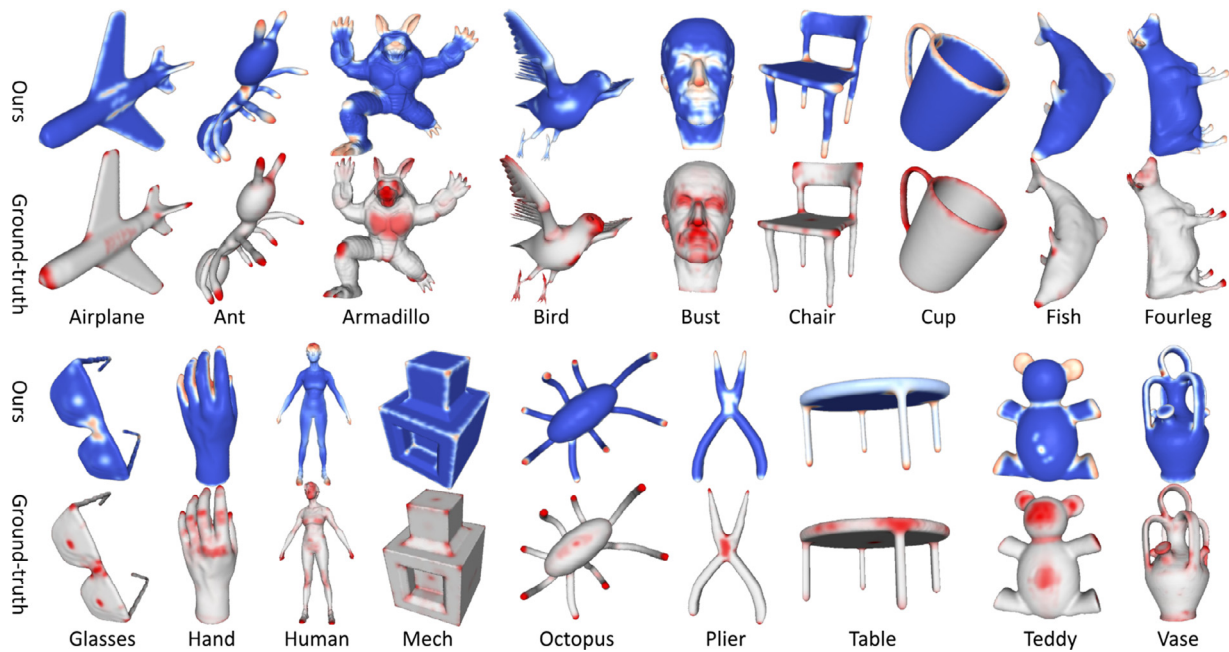 Ours
Ground-truth
Airplane Ant Armadillo Bird Bust Chair Cup Fish Fourleg
Ours
Ground-truth
Glasses Hand Human Mech Octopus Plier Table Teddy Vase